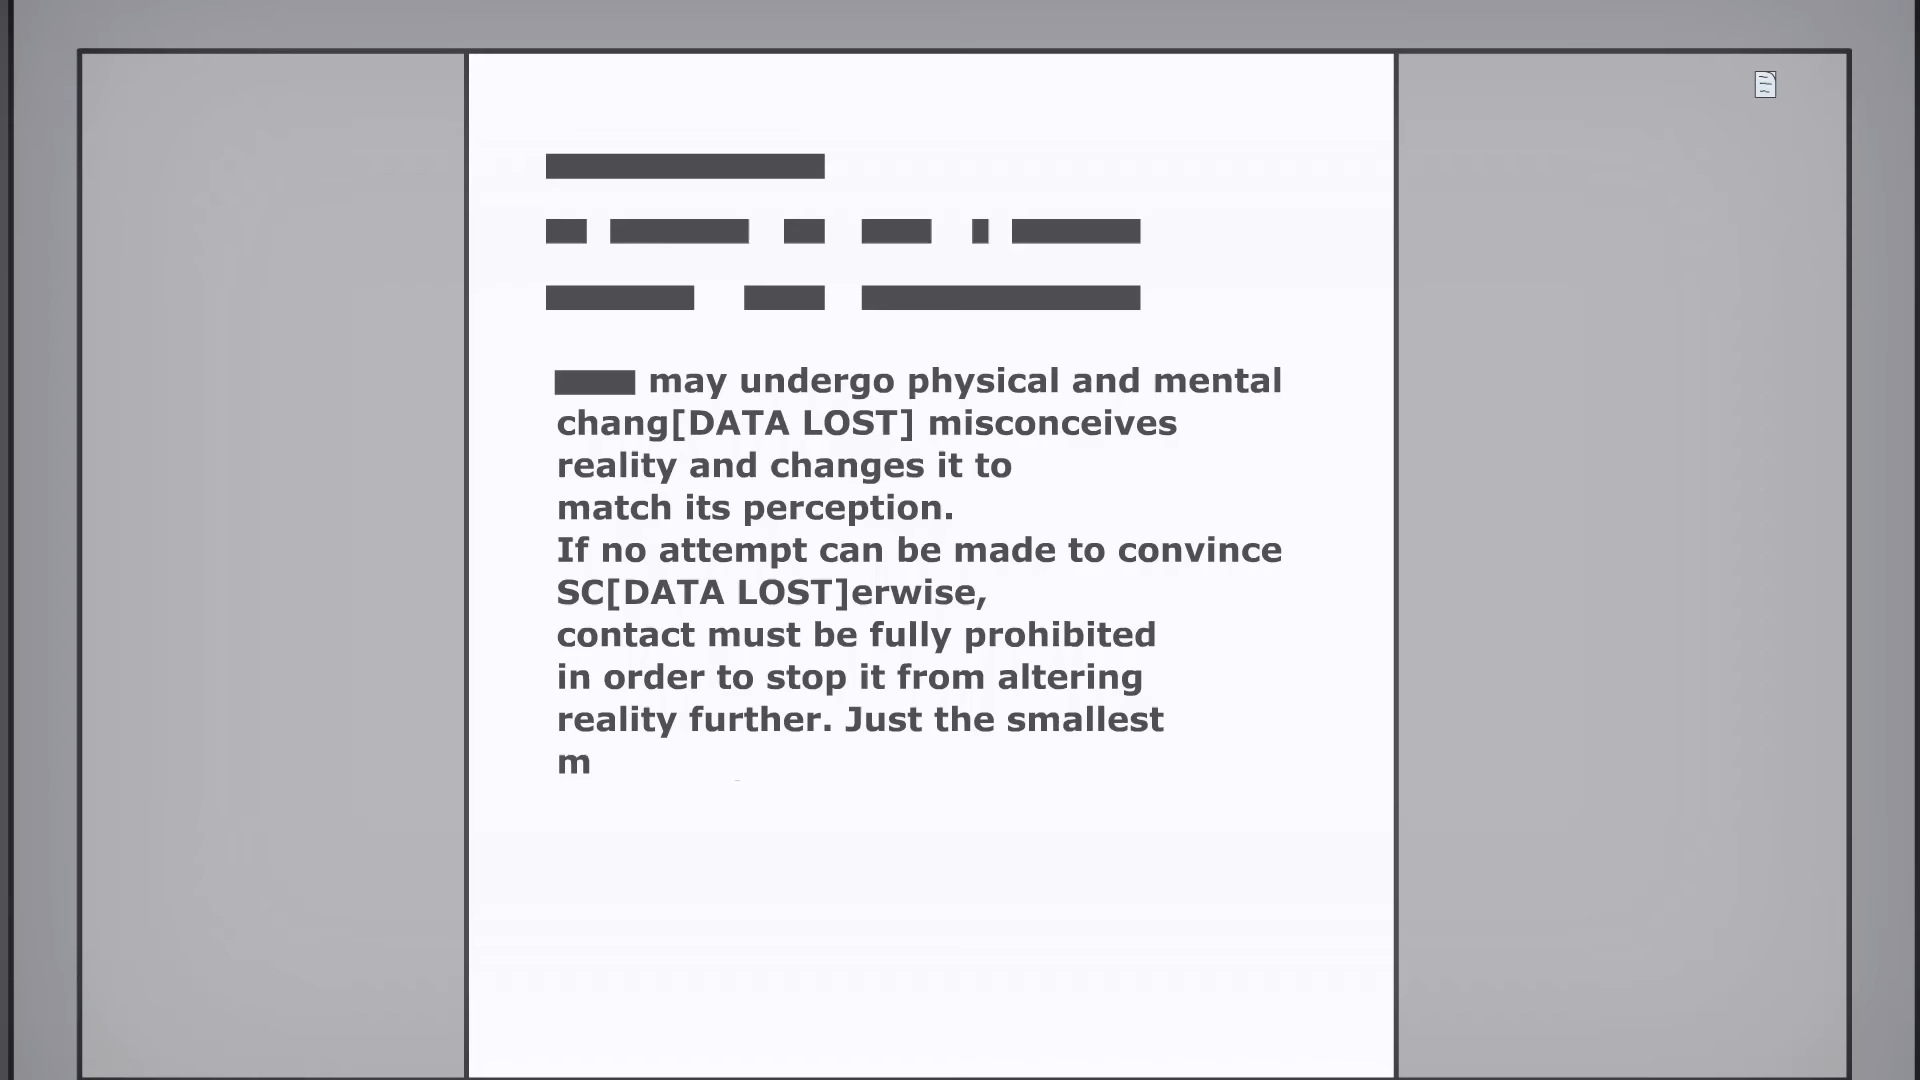 may undergo physical and mental
chang[DATA LOST] misconceives
reality and changes it to
match its perception.
If no attempt can be made to convince
SC[DATA LOST]erwise,
contact must be fully prohibited
in order to stop it from altering
reality further. Just the smallest
m